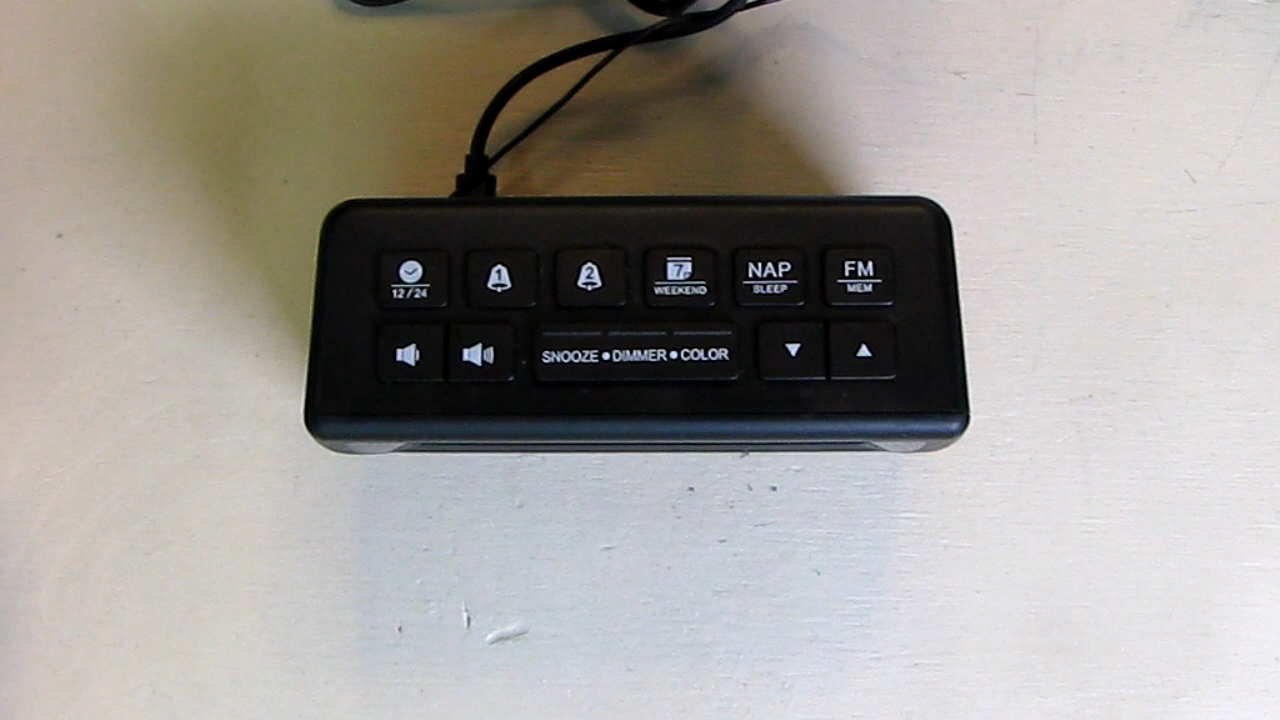 12 / 24
1
2
7
WEEKEND
NAP
SLEEP
FM
MEM
SNOOZE • DIMMER • COLOR